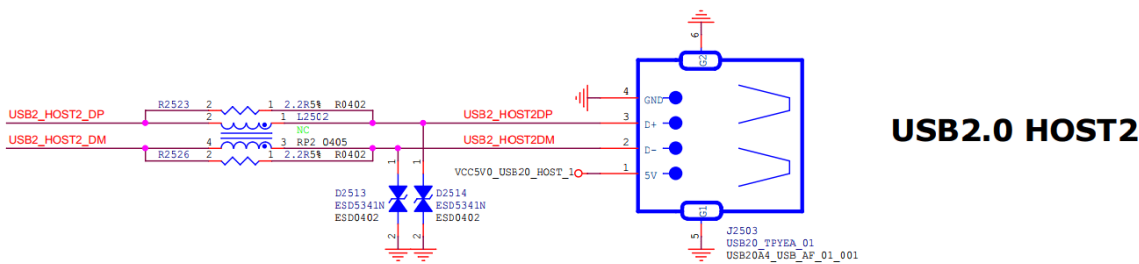 6
G2
R2523 2 1 2.2R5% R0402
USB2_HOST2_DP 2 1 L2502 USB2_HOST2DP
NC
USB2_HOST2_DM 4 3 RP2_0405 USB2_HOST2DM
R2526 2 1 2.2R5% R0402
4 GND
3 D+
2 D-
VCC5V0_USB20_HOST_1 1 5V
USB2.0 HOST2
1 1
D2513 D2514
ESD5341N ESD5341N
ESD0402 ESD0402
2 2
G1
5
J2503
USB20_TPYEA_01
USB20A4_USB_AF_01_001